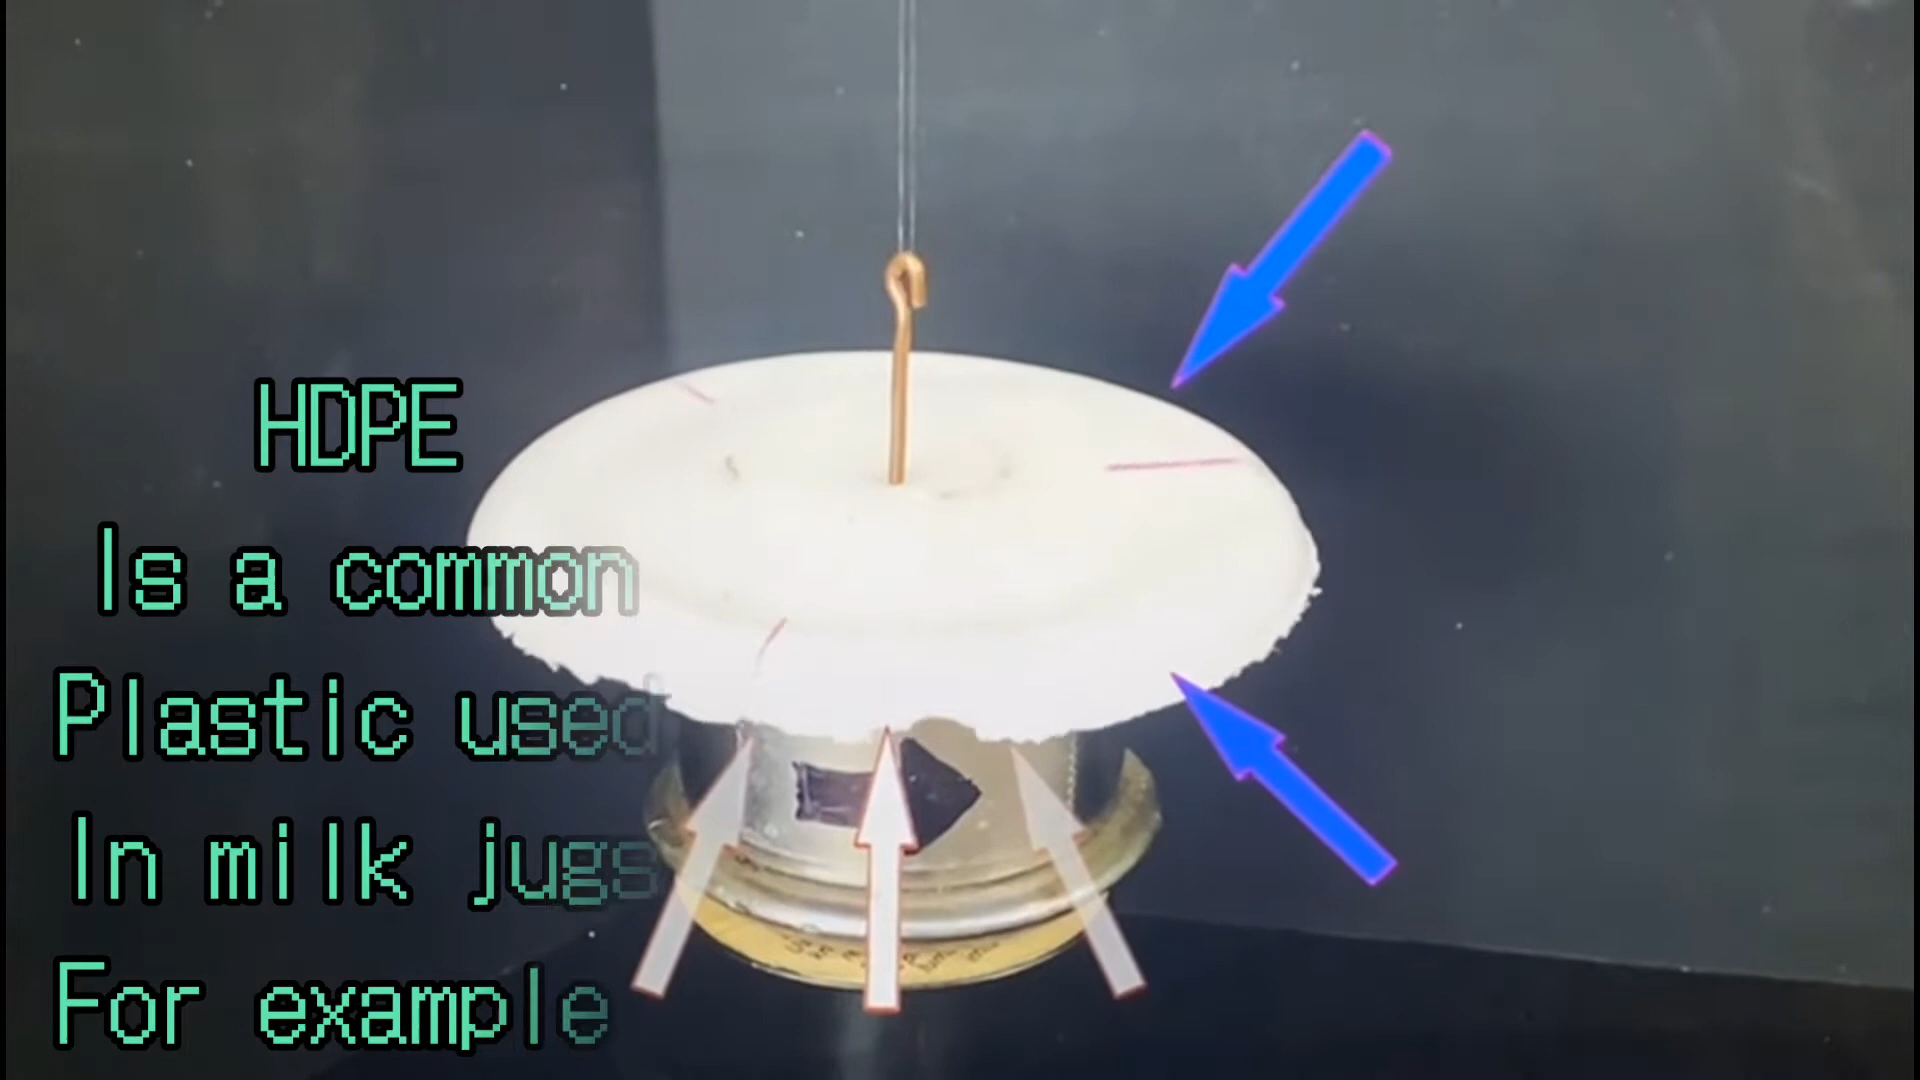 HDPE
Is a common
Plastic used
In milk jugs
For example